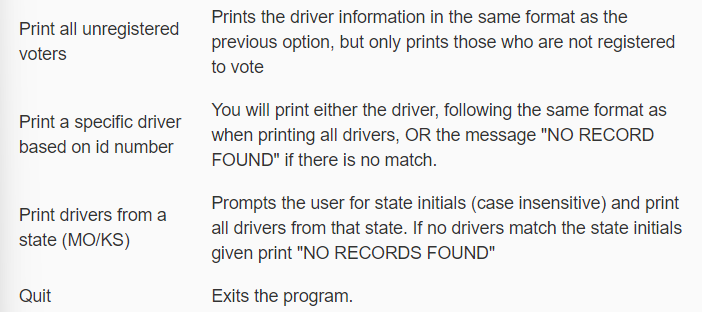 Print all unregistered
voters
Prints the driver information in the same format as the
previous option, but only prints those who are not registered
to vote
Print a specific driver
based on id number
You will print either the driver, following the same format as
when printing all drivers, OR the message "NO RECORD
FOUND" if there is no match.
Print drivers from a
state (MO/KS)
Prompts the user for state initials (case insensitive) and print
all drivers from that state. If no drivers match the state initials
given print "NO RECORDS FOUND"
Quit
Exits the program.